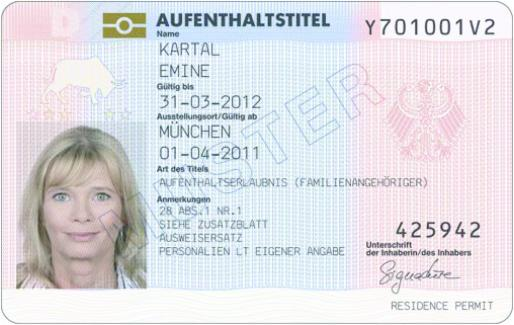 D
AUFENTHALTSTITEL
Y701001V2
Name
KARTAL
EMINE
Gültig bis
31-03-2012
Ausstellungsort/Gültig ab
MÜNCHEN
01-04-2011
Art des Titels
AUFENTHALTSERLAUBNIS (FAMILIENANGEHÖRIGER)
Anmerkungen
28 ABS.1 NR.1
SIEHE ZUSATZBLATT
AUSWEISERSATZ
PERSONALIEN LT EIGENER ANGABE
425942
Unterschrift
der Inhaberin/des Inhabers
Signature
RESIDENCE PERMIT
MUSTER